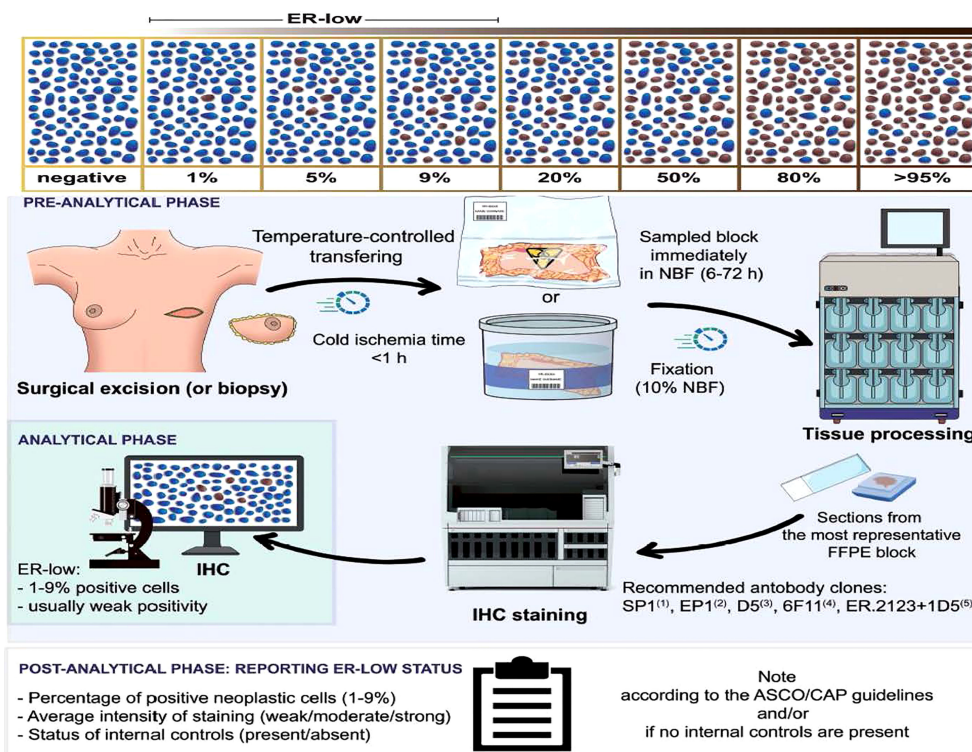 ER-low
negative 1% 5% 9% 20% 50% 80% >95%
PRE-ANALYTICAL PHASE
Temperature-controlled
transfering
Cold ischemia time
<1 h
Surgical excision (or biopsy)
or
Sampled block
immediately
in NBF (6-72 h)
Fixation
(10% NBF)
Tissue processing
ANALYTICAL PHASE
IHC
ER-low:
- 1-9% positive cells
- usually weak positivity
IHC staining
Sections from
the most representative
FFPE block
Recommended antobody clones:
SP1(1), EP1(2), D5(3), 6F11(4), ER.2123+1D5(5)
POST-ANALYTICAL PHASE: REPORTING ER-LOW STATUS
- Percentage of positive neoplastic cells (1-9%)
- Average intensity of staining (weak/moderate/strong)
- Status of internal controls (present/absent)
Note
according to the ASCO/CAP guidelines
and/or
if no internal controls are present